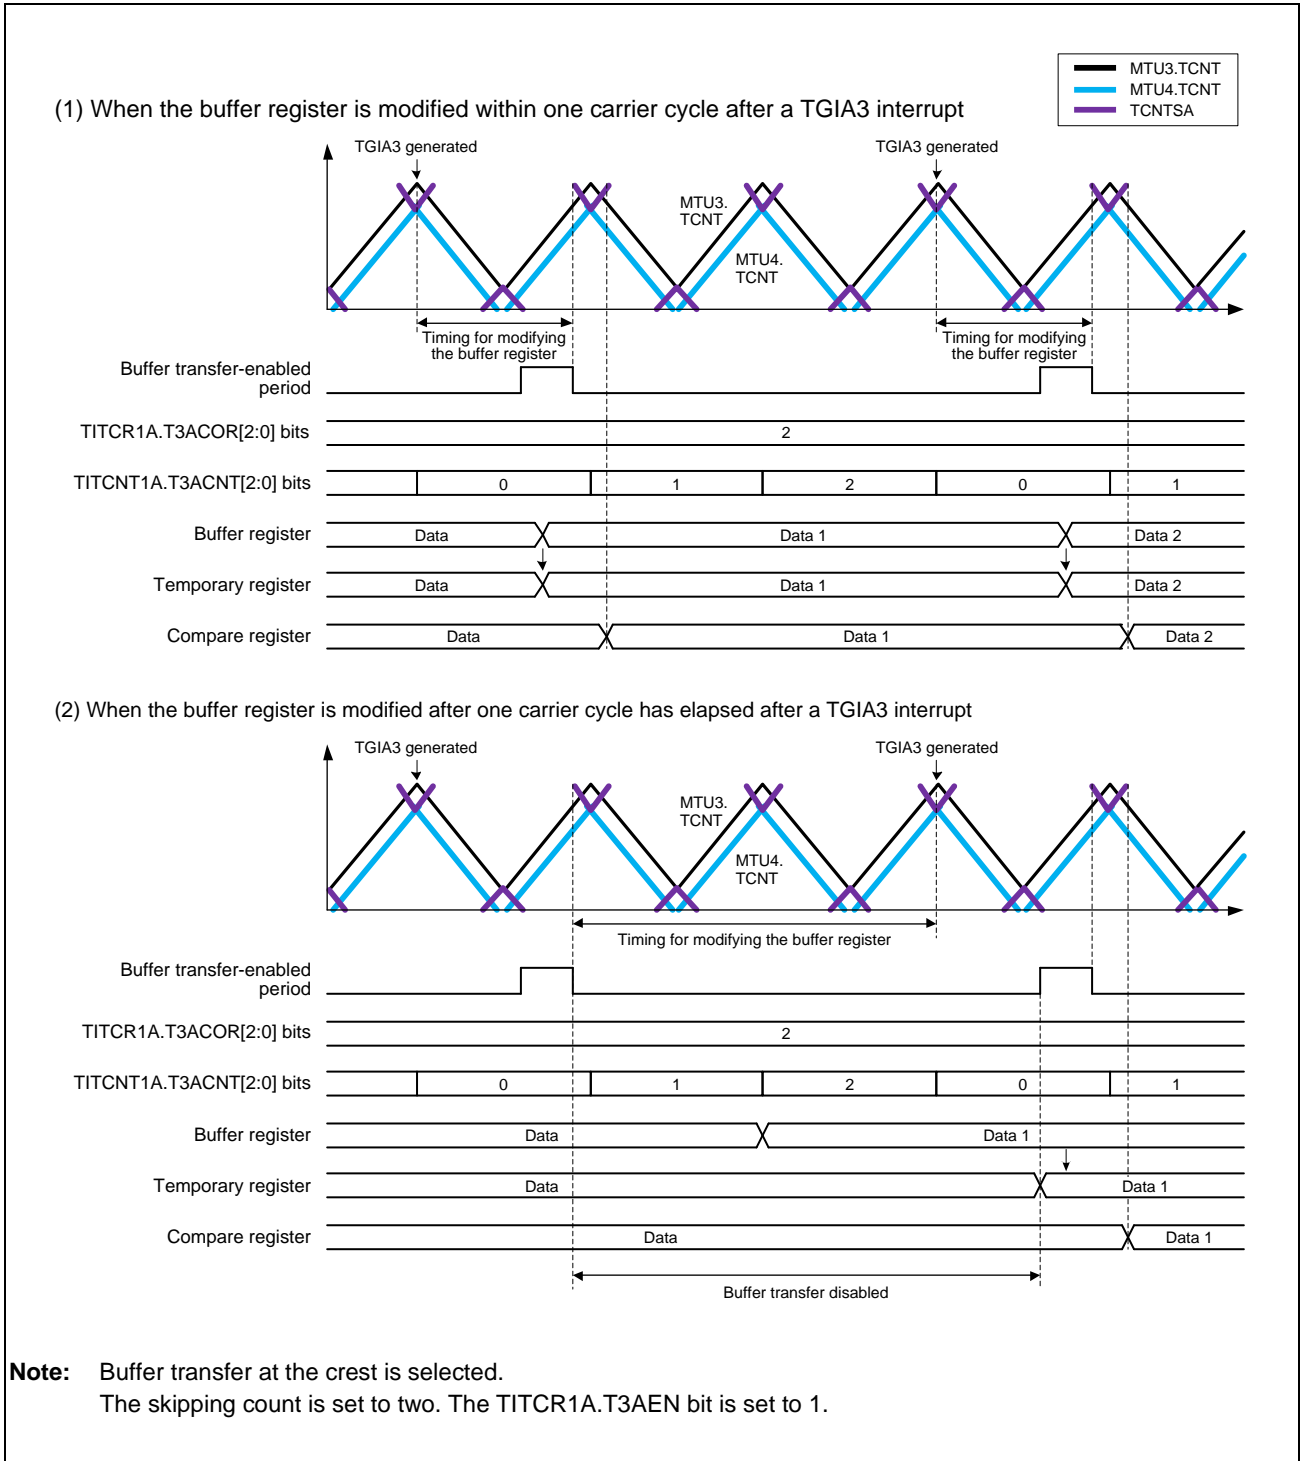 MTU3.TCNT
MTU4.TCNT
TCNTSA
(1) When the buffer register is modified within one carrier cycle after a TGIA3 interrupt
TGIA3 generated
TGIA3 generated
MTU3.
TCNT
MTU4.
TCNT
Timing for modifying
the buffer register
Timing for modifying
the buffer register
Buffer transfer-enabled
period
TITCR1A.T3ACOR[2:0] bits
2
TITCNT1A.T3ACNT[2:0] bits
0 1 2 0 1
Buffer register
Data Data 1 Data 2
Temporary register
Data Data 1 Data 2
Compare register
Data Data 1 Data 2
(2) When the buffer register is modified after one carrier cycle has elapsed after a TGIA3 interrupt
TGIA3 generated
TGIA3 generated
MTU3.
TCNT
MTU4.
TCNT
Timing for modifying the buffer register
Buffer transfer-enabled
period
TITCR1A.T3ACOR[2:0] bits
2
TITCNT1A.T3ACNT[2:0] bits
0 1 2 0 1
Buffer register
Data Data 1
Temporary register
Data Data 1
Compare register
Data Data 1
Buffer transfer disabled
Note: Buffer transfer at the crest is selected.
The skipping count is set to two. The TITCR1A.T3AEN bit is set to 1.